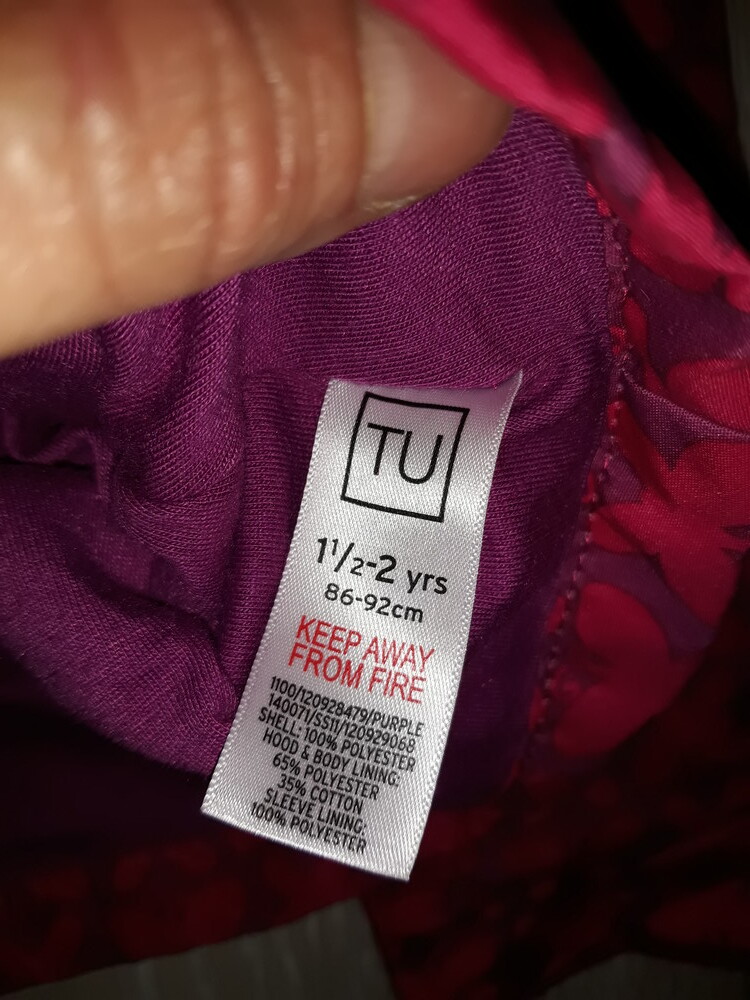 TU
1½-2 yrs
86-92cm
KEEP AWAY
FROM FIRE
1100/120928479/PURPLE
140071/SS11/120929068
SHELL: 100% POLYESTER
HOOD & BODY LINING:
65% POLYESTER
35% COTTON
SLEEVE LINING:
100% POLYESTER